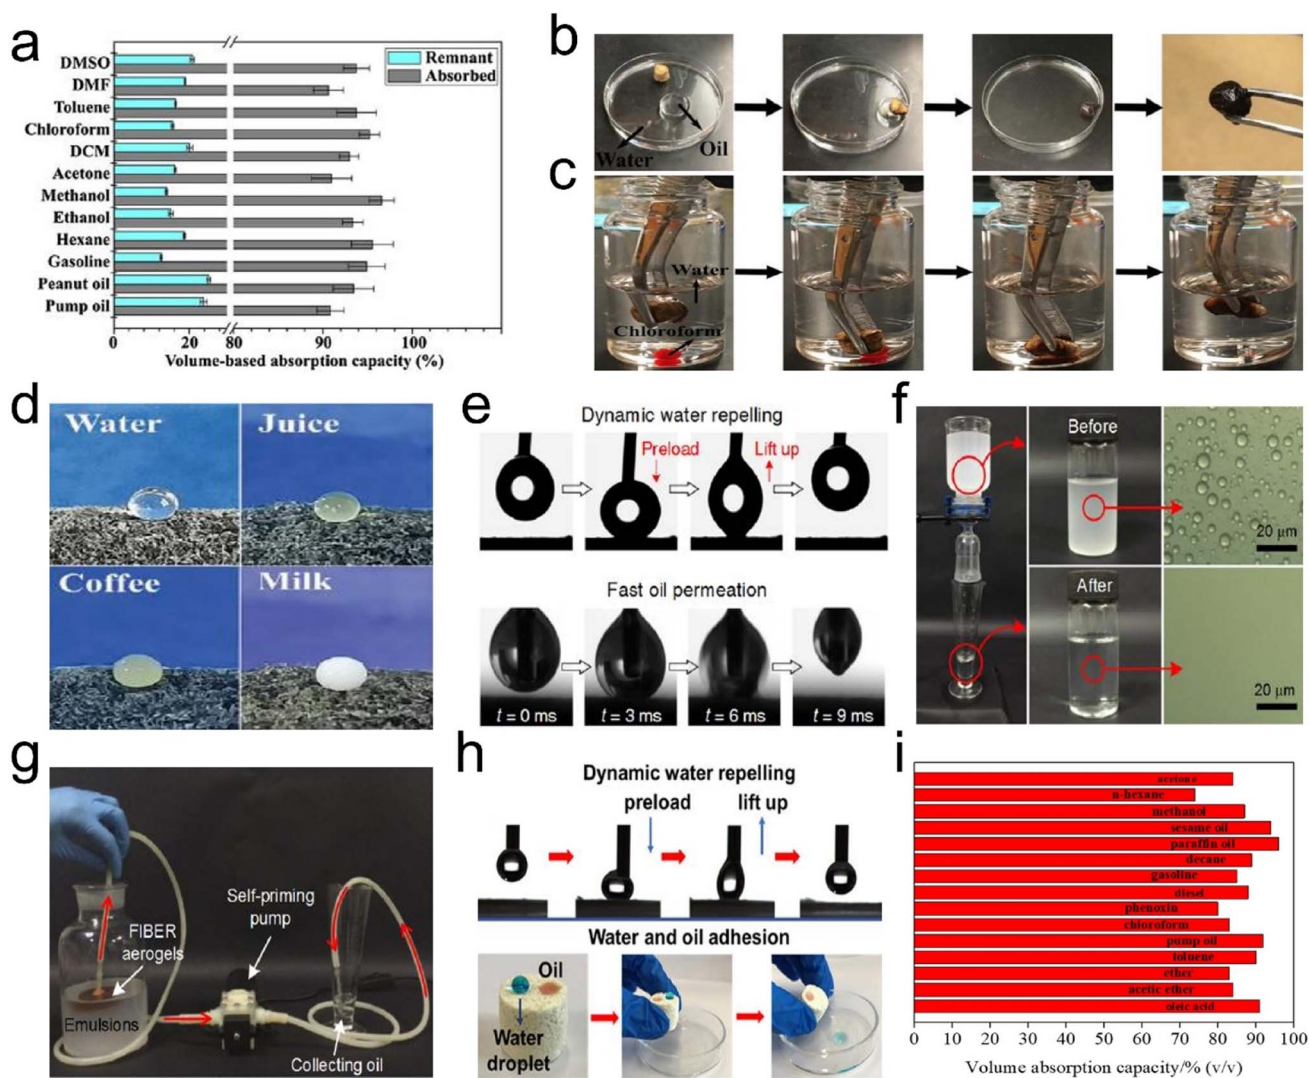 a
Remnant
Absorbed
DMSO
DMF
Toluene
Chloroform
DCM
Acetone
Methanol
Ethanol
Hexane
Gasoline
Peanut oil
Pump oil
0 20 80 100
Volume-based absorption capacity (%)
b
Water
Oil
c
Water
Chloroform
d
Water
Juice
Coffee
Milk
e
Dynamic water repelling
Preload
Lift up
Fast oil permeation
t = 0 ms
t = 3 ms
t = 6 ms
t = 9 ms
f
Before
20 μm
After
20 μm
g
FIBER
aerogels
Emulsions
Self-priming
pump
Collecting oil
h
Dynamic water repelling
preload
lift up
Water and oil adhesion
Oil
Water
droplet
i
acetone
n-hexane
methanol
sesame oil
paraffin oil
decane
gasoline
diesel
phenoxin
chloroform
pump oil
toluene
ether
acetic ether
oleic acid
0 10 20 30 40 50 60 70 80 90 100
Volume absorption capacity/% (v/v)